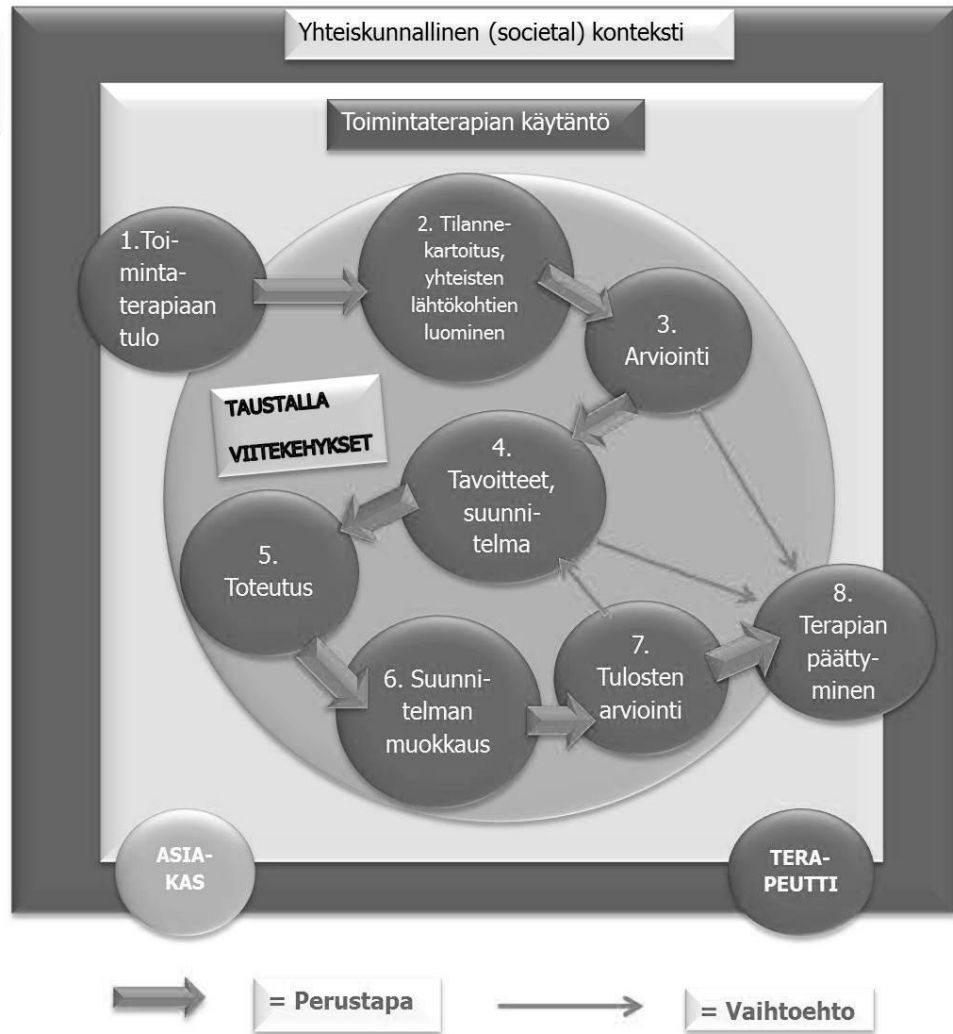 Yhteiskunnallinen (societal) konteksti
Toimintaterapian käytäntö
1.Toi-
minta-
terapiaan
tulo
2. Tilanne-
kartoitus,
yhteisten
lähtökohtien
luominen
3.
Arviointi
TAUSTALLA
VIITEKEHYKSET
4.
Tavoitteet,
suunni-
telma
5.
Toteutus
6. Suunni-
telman
muokkaus
7.
Tulosten
arviointi
8.
Terapian
päätty-
minen
ASIA-
KAS
TERA-
PEUTTI
= Perustapa
= Vaihtoehto